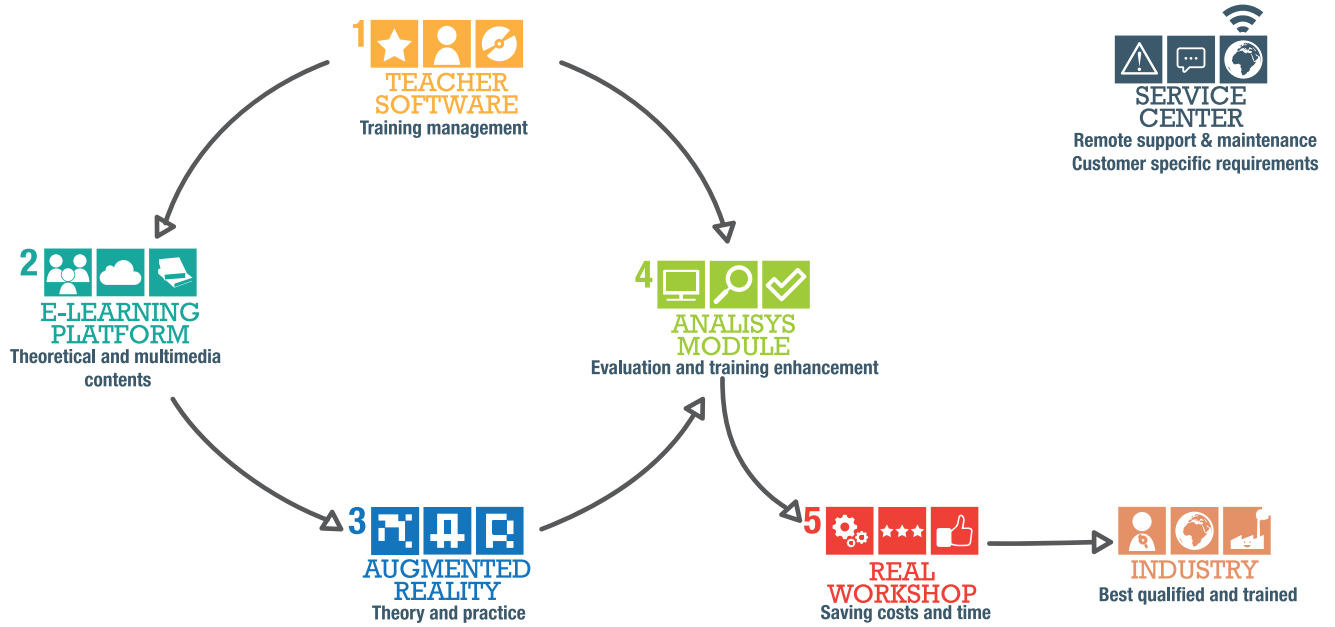 1
TEACHER
SOFTWARE
Training management
SERVICE
CENTER
Remote support & maintenance
Customer specific requirements
2
E-LEARNING
PLATFORM
Theoretical and multimedia
contents
4
ANALISYS
MODULE
Evaluation and training enhancement
3
AUGMENTED
REALITY
Theory and practice
5
REAL
WORKSHOP
Saving costs and time
INDUSTRY
Best qualified and trained